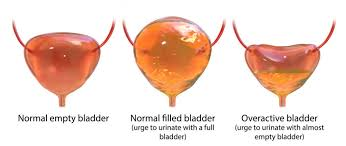 Normal empty bladder
Normal filled bladder
(urge to urinate with a full
bladder)
Overactive bladder
(urge to urinate with almost
empty bladder)